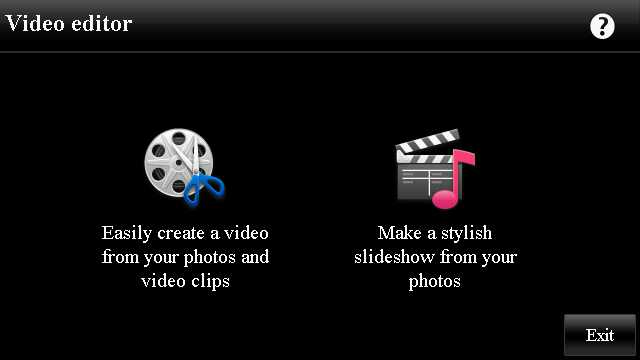 Video editor
?
Easily create a video
from your photos and
video clips
Make a stylish
slideshow from your
photos
Exit